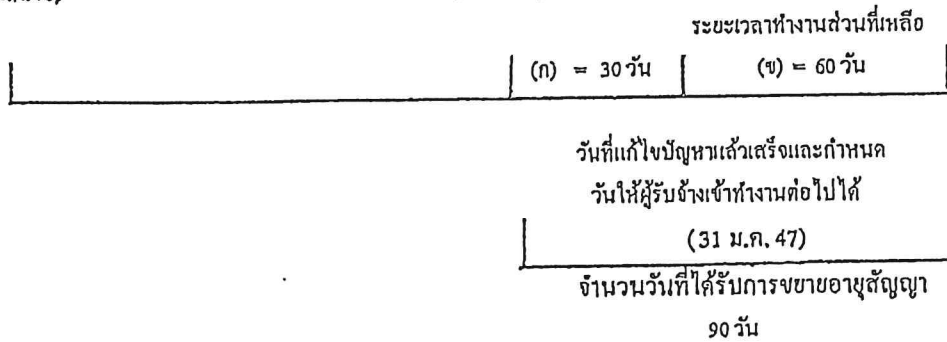 ระยะเวลาทำงานส่วนที่เหลือ
(ก) = 30 วัน (ข) = 60 วัน
วันที่แก้ไขปัญหาแล้วเสร็จและกำหนด
วันให้ผู้รับจ้างเข้าทำงานต่อไปได้
(31 ม.ค. 47)
จำนวนวันที่ได้รับการขยายอายุสัญญา
90 วัน